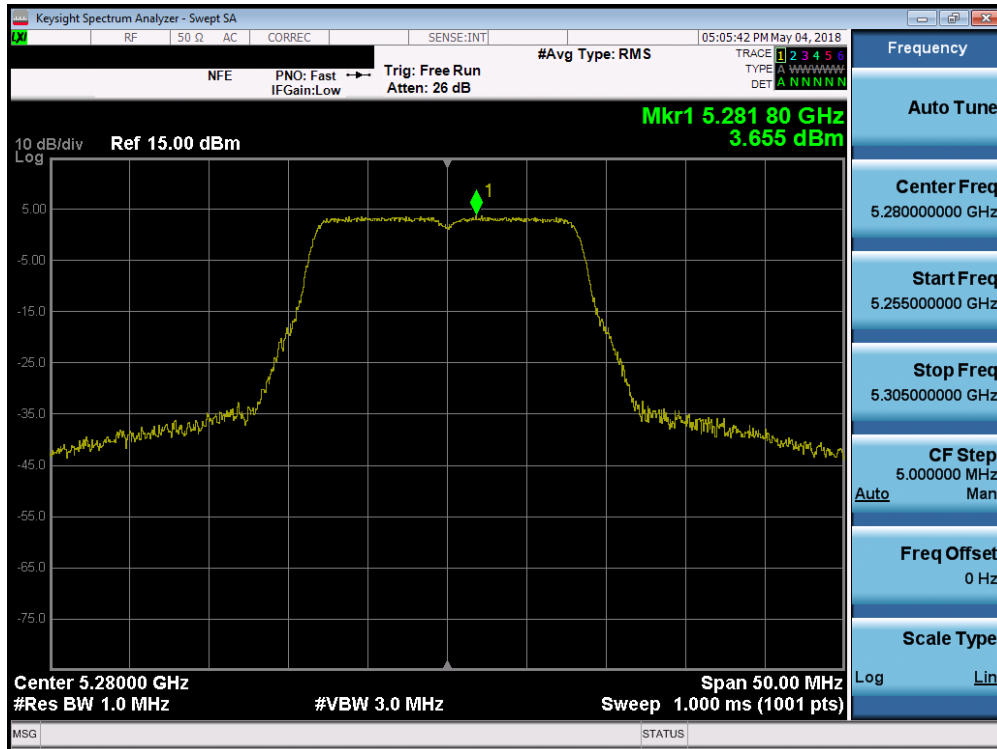 Keysight Spectrum Analyzer - Swept SA
LXI RF 50 Ω AC CORREC SENSE:INT 05:05:42 PM May 04, 2018
NFE
PNO: Fast
IFGain:Low
Trig: Free Run
Atten: 26 dB
#Avg Type: RMS
TRACE 1 2 3 4 5 6
TYPE A WWWWW
DET A N N N N N
Mkr1 5.281 80 GHz
3.655 dBm
10 dB/div Ref 15.00 dBm
Log
1
5.00
-5.00
-15.0
-25.0
-35.0
-45.0
-55.0
-65.0
-75.0
Center 5.28000 GHz Span 50.00 MHz
#Res BW 1.0 MHz #VBW 3.0 MHz Sweep 1.000 ms (1001 pts)
MSG STATUS
Frequency
Auto Tune
Center Freq
5.280000000 GHz
Start Freq
5.255000000 GHz
Stop Freq
5.305000000 GHz
CF Step
5.000000 MHz
Auto Man
Freq Offset
0 Hz
Scale Type
Log Lin